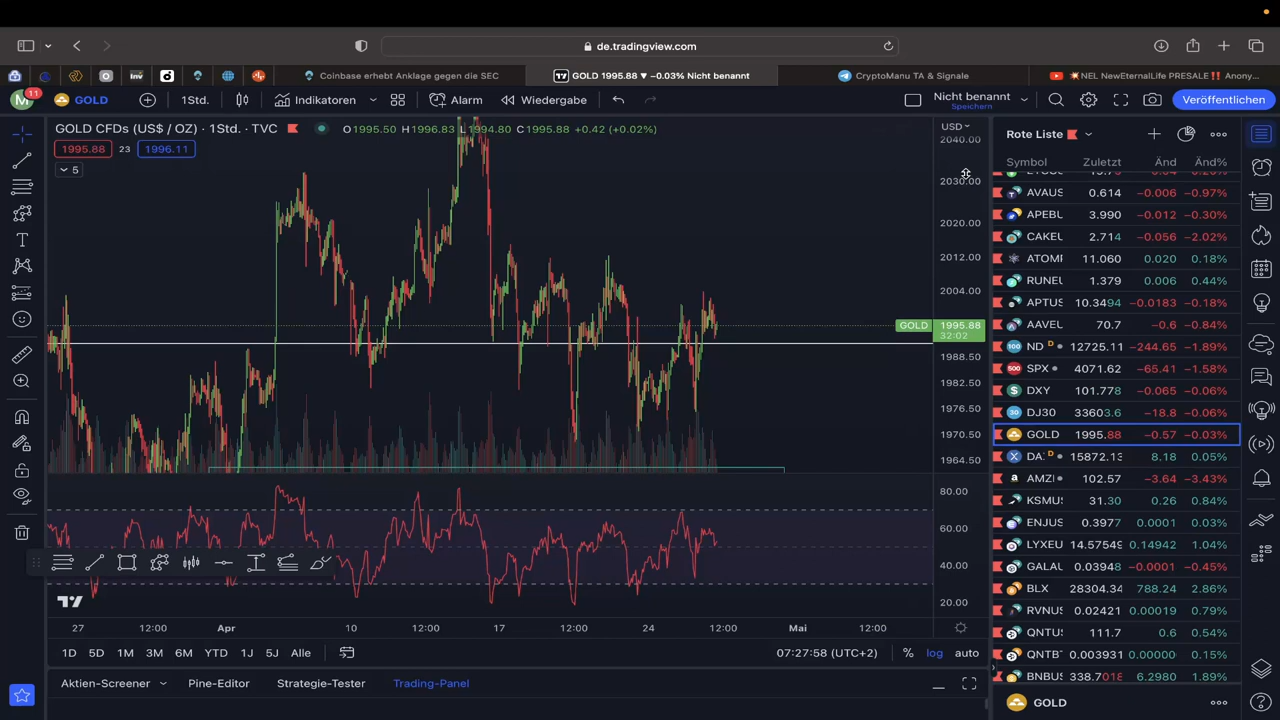 de.tradingview.com
inv
Coinbase erhebt Anklage gegen die SEC
GOLD 1995.88 ▼ −0.03% Nicht benannt
CryptoManu TA & Signale
NEL NewEternalLife PRESALE‼ Anony...
M 11
GOLD
1Std.
Indikatoren
Alarm
Wiedergabe
Nicht benannt
Speichern
Veröffentlichen
GOLD CFDs (US$ / OZ) · 1Std. · TVC
O1995.50 H1996.83 L1994.80 C1995.88 +0.42 (+0.02%)
1995.88 23 1996.11
5
USD
2040.00
2030.00
2020.00
2012.00
2004.00
GOLD 1995.88
32:02
1988.50
1982.50
1976.50
1970.50
1964.50
80.00
60.00
40.00
20.00
27 12:00 Apr 10 12:00 17 12:00 24 12:00 Mai 12:00
1D 5D 1M 3M 6M YTD 1J 5J Alle
07:27:58 (UTC+2) % log auto
Aktien-Screener Pine-Editor Strategie-Tester Trading-Panel
Rote Liste
Symbol Zuletzt Änd Änd%
AVAUS 0.614 −0.006 −0.97%
APEBU 3.990 −0.012 −0.30%
CAKEU 2.714 −0.056 −2.02%
ATOMI 11.060 0.020 0.18%
RUNEU 1.379 0.006 0.44%
APTUS 10.3494 −0.0183 −0.18%
AAVEU 70.7 −0.6 −0.84%
100 ND D 12725.11 −244.65 −1.89%
500 SPX 4071.62 −65.41 −1.58%
DXY 101.778 −0.065 −0.06%
30 DJ30 33603.6 −18.8 −0.06%
GOLD 1995.88 −0.57 −0.03%
DA D 15872.13 8.18 0.05%
AMZI 102.57 −3.64 −3.43%
KSMUS 31.30 0.26 0.84%
ENJUS 0.3977 0.0001 0.03%
LYXEU 14.57549 0.14942 1.04%
GALAU 0.03948 −0.0001 −0.45%
BLX 28304.34 788.24 2.86%
RVNUS 0.02421 0.00019 0.79%
QNTUS 111.7 0.6 0.54%
QNTB 0.003931 0.00000 0.15%
BNBUS 338.7018 6.2980 1.89%
GOLD